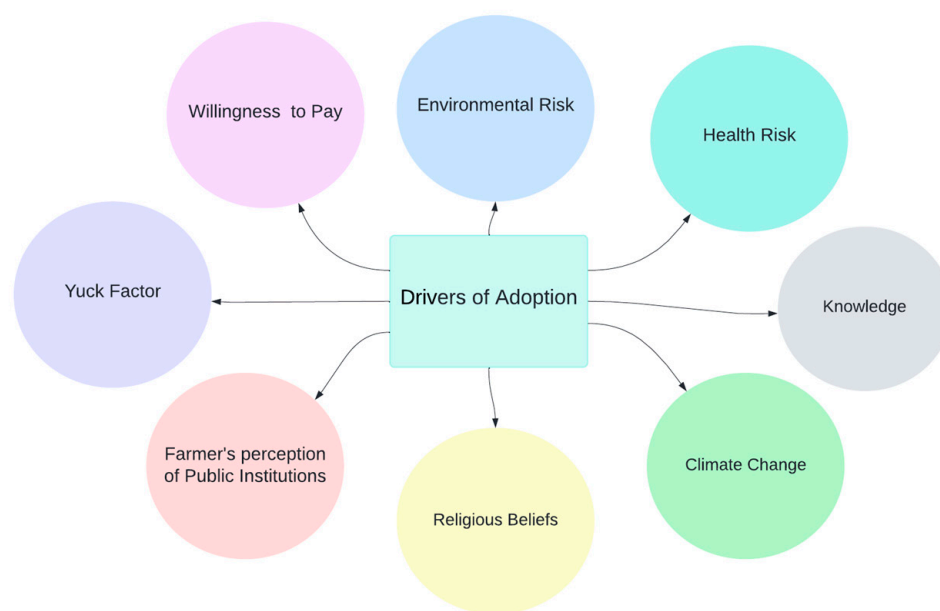 Willingness to Pay
Environmental Risk
Health Risk
Yuck Factor
Drivers of Adoption
Knowledge
Farmer's perception
of Public Institutions
Religious Beliefs
Climate Change